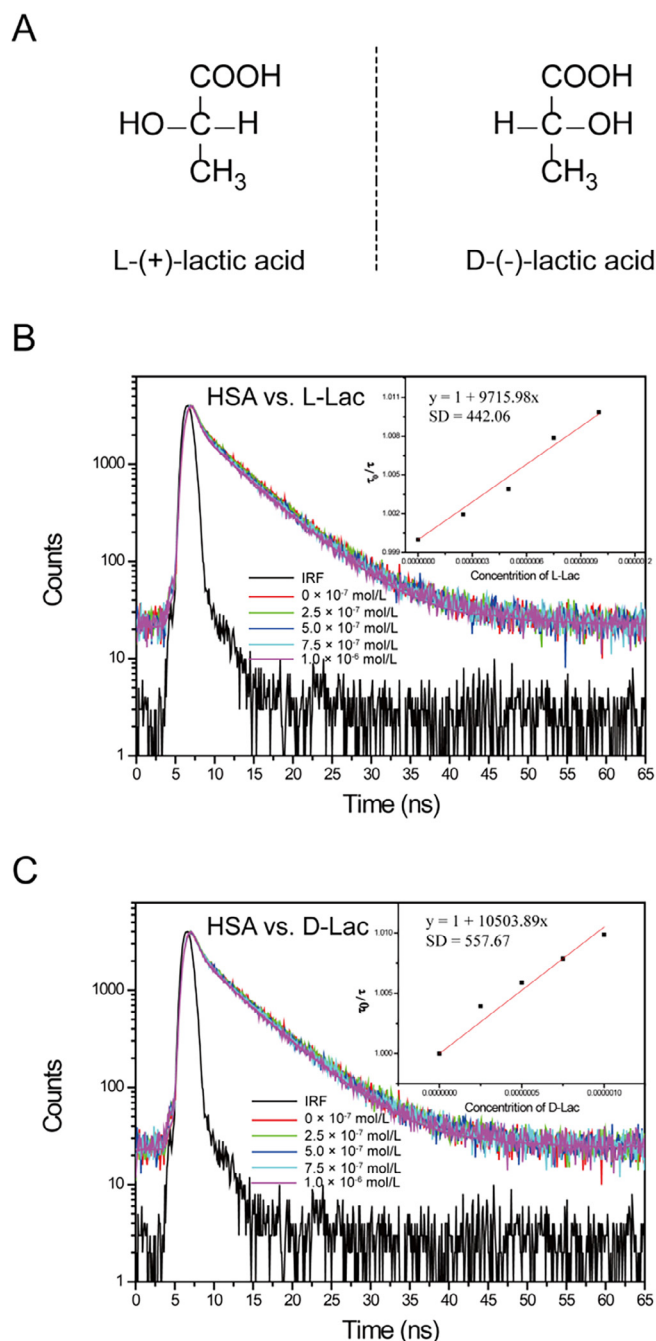 A
COOH
HO–C–H
CH₃
L-(+)-lactic acid
COOH
H–C–OH
CH₃
D-(-)-lactic acid
B
HSA vs. L-Lac
y = 1 + 9715.98x
SD = 442.06
τ₀/τ
1.011
1.008
1.005
1.002
0.999
0.0000000 0.0000003 0.0000006 0.0000009 0.0000012
Concentrition of L-Lac
Counts
1000
100
10
1
IRF
0 × 10⁻⁷ mol/L
2.5 × 10⁻⁷ mol/L
5.0 × 10⁻⁷ mol/L
7.5 × 10⁻⁷ mol/L
1.0 × 10⁻⁶ mol/L
0 5 10 15 20 25 30 35 40 45 50 55 60 65
Time (ns)
C
HSA vs. D-Lac
y = 1 + 10503.89x
SD = 557.67
τ0/τ
1.010
1.005
1.000
0.0000000 0.0000005 0.0000010
Concentrition of D-Lac
Counts
1000
100
10
1
IRF
0 × 10⁻⁷ mol/L
2.5 × 10⁻⁷ mol/L
5.0 × 10⁻⁷ mol/L
7.5 × 10⁻⁷ mol/L
1.0 × 10⁻⁶ mol/L
0 5 10 15 20 25 30 35 40 45 50 55 60 65
Time (ns)